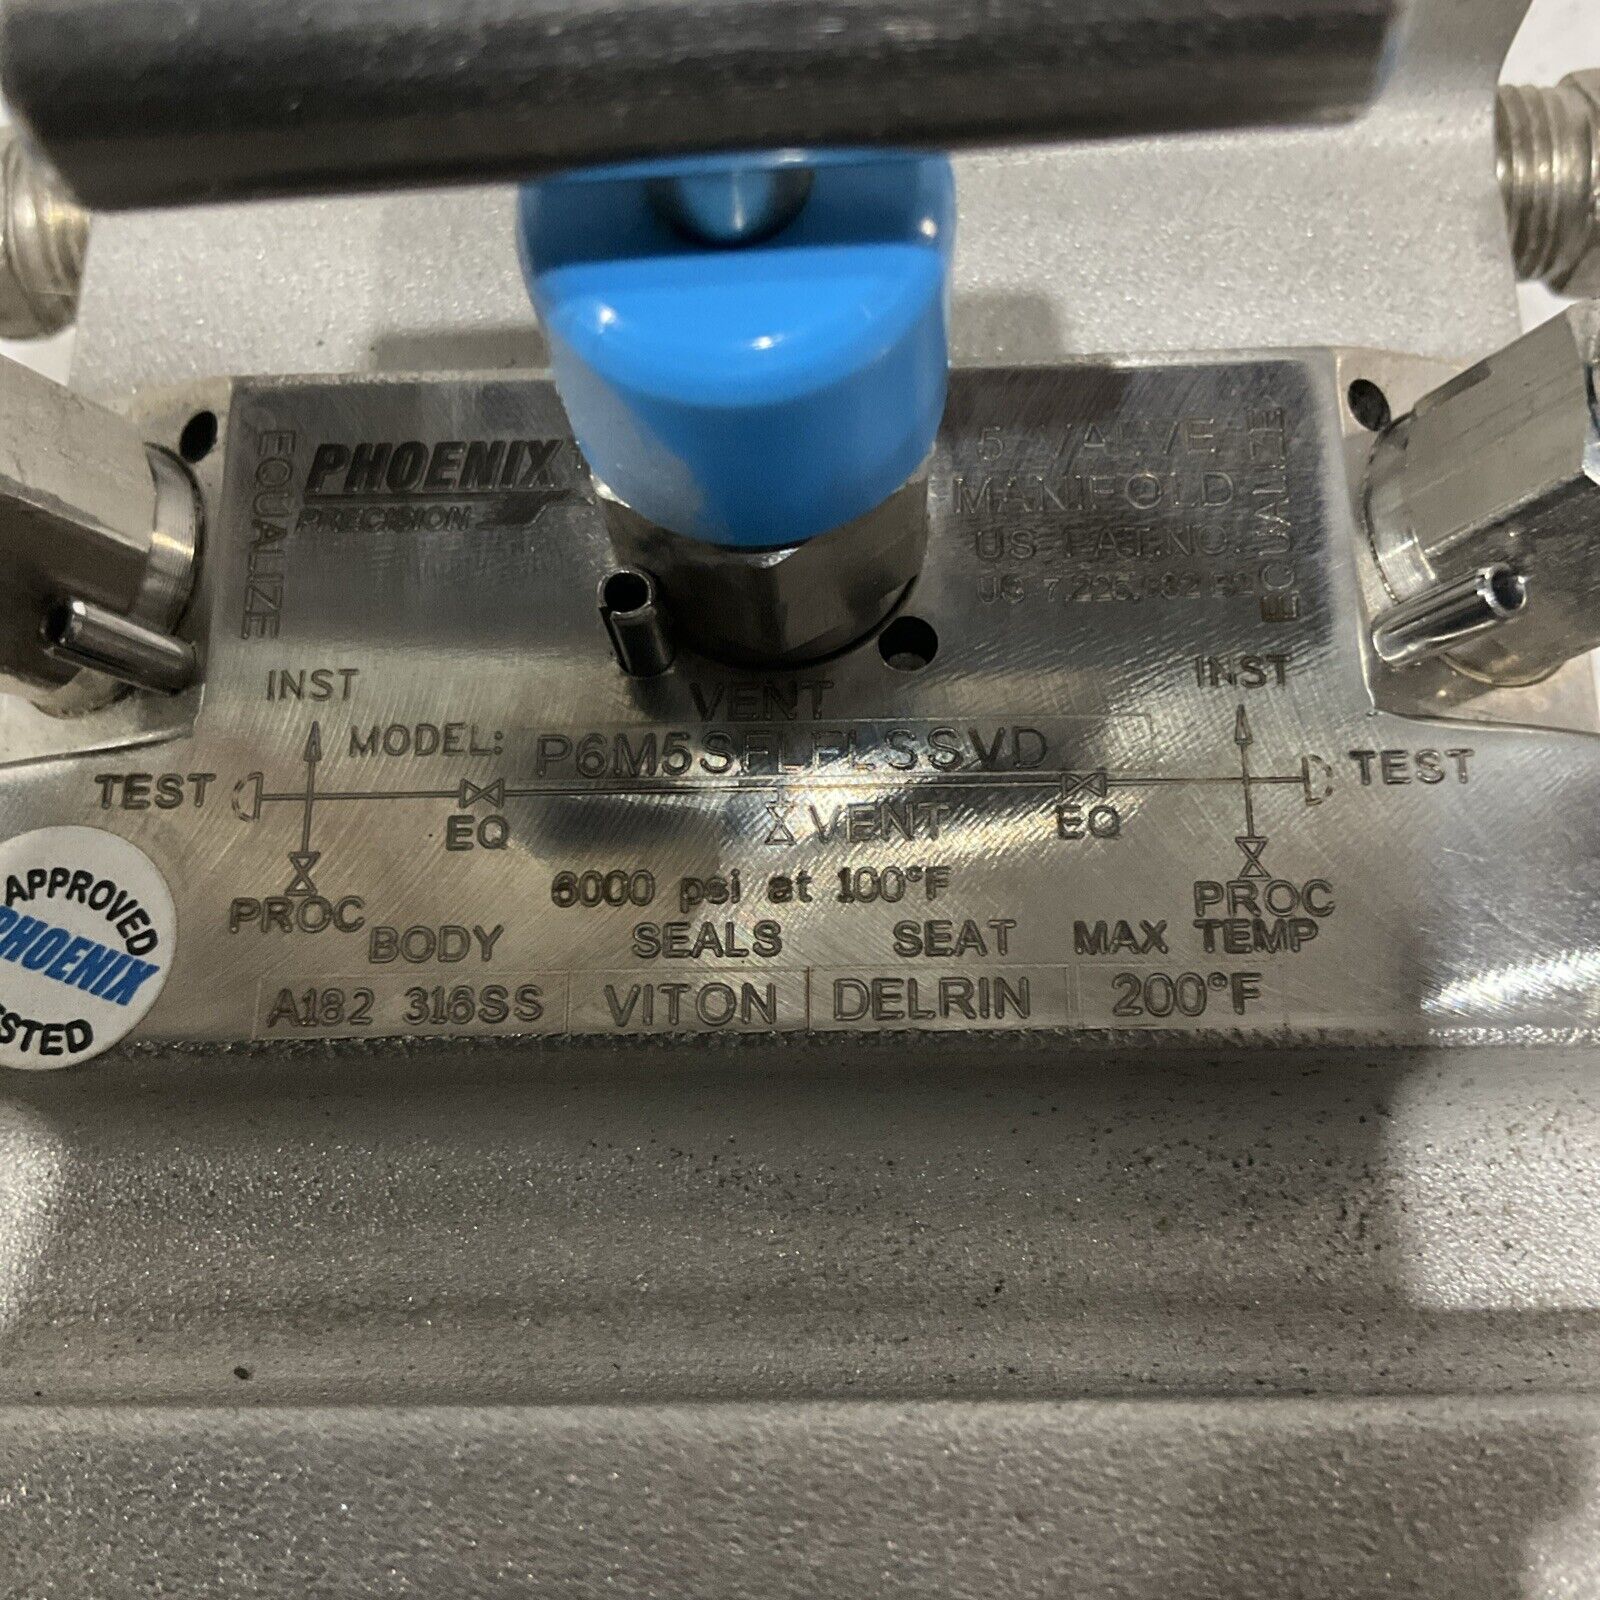 PHOENIX
PRECISION
5 VALVE
MANIFOLD
US PAT. NO.
EQUALIZE
EQUALIZE
INST
INST
VENT
MODEL: P6M5SFLFLSSVD
TEST
TEST
EQ
VENT
EQ
6000 psi at 100°F
PROC
PROC
BODY SEALS SEAT MAX TEMP
A182 316SS VITON DELRIN 200°F
APPROVED
PHOENIX